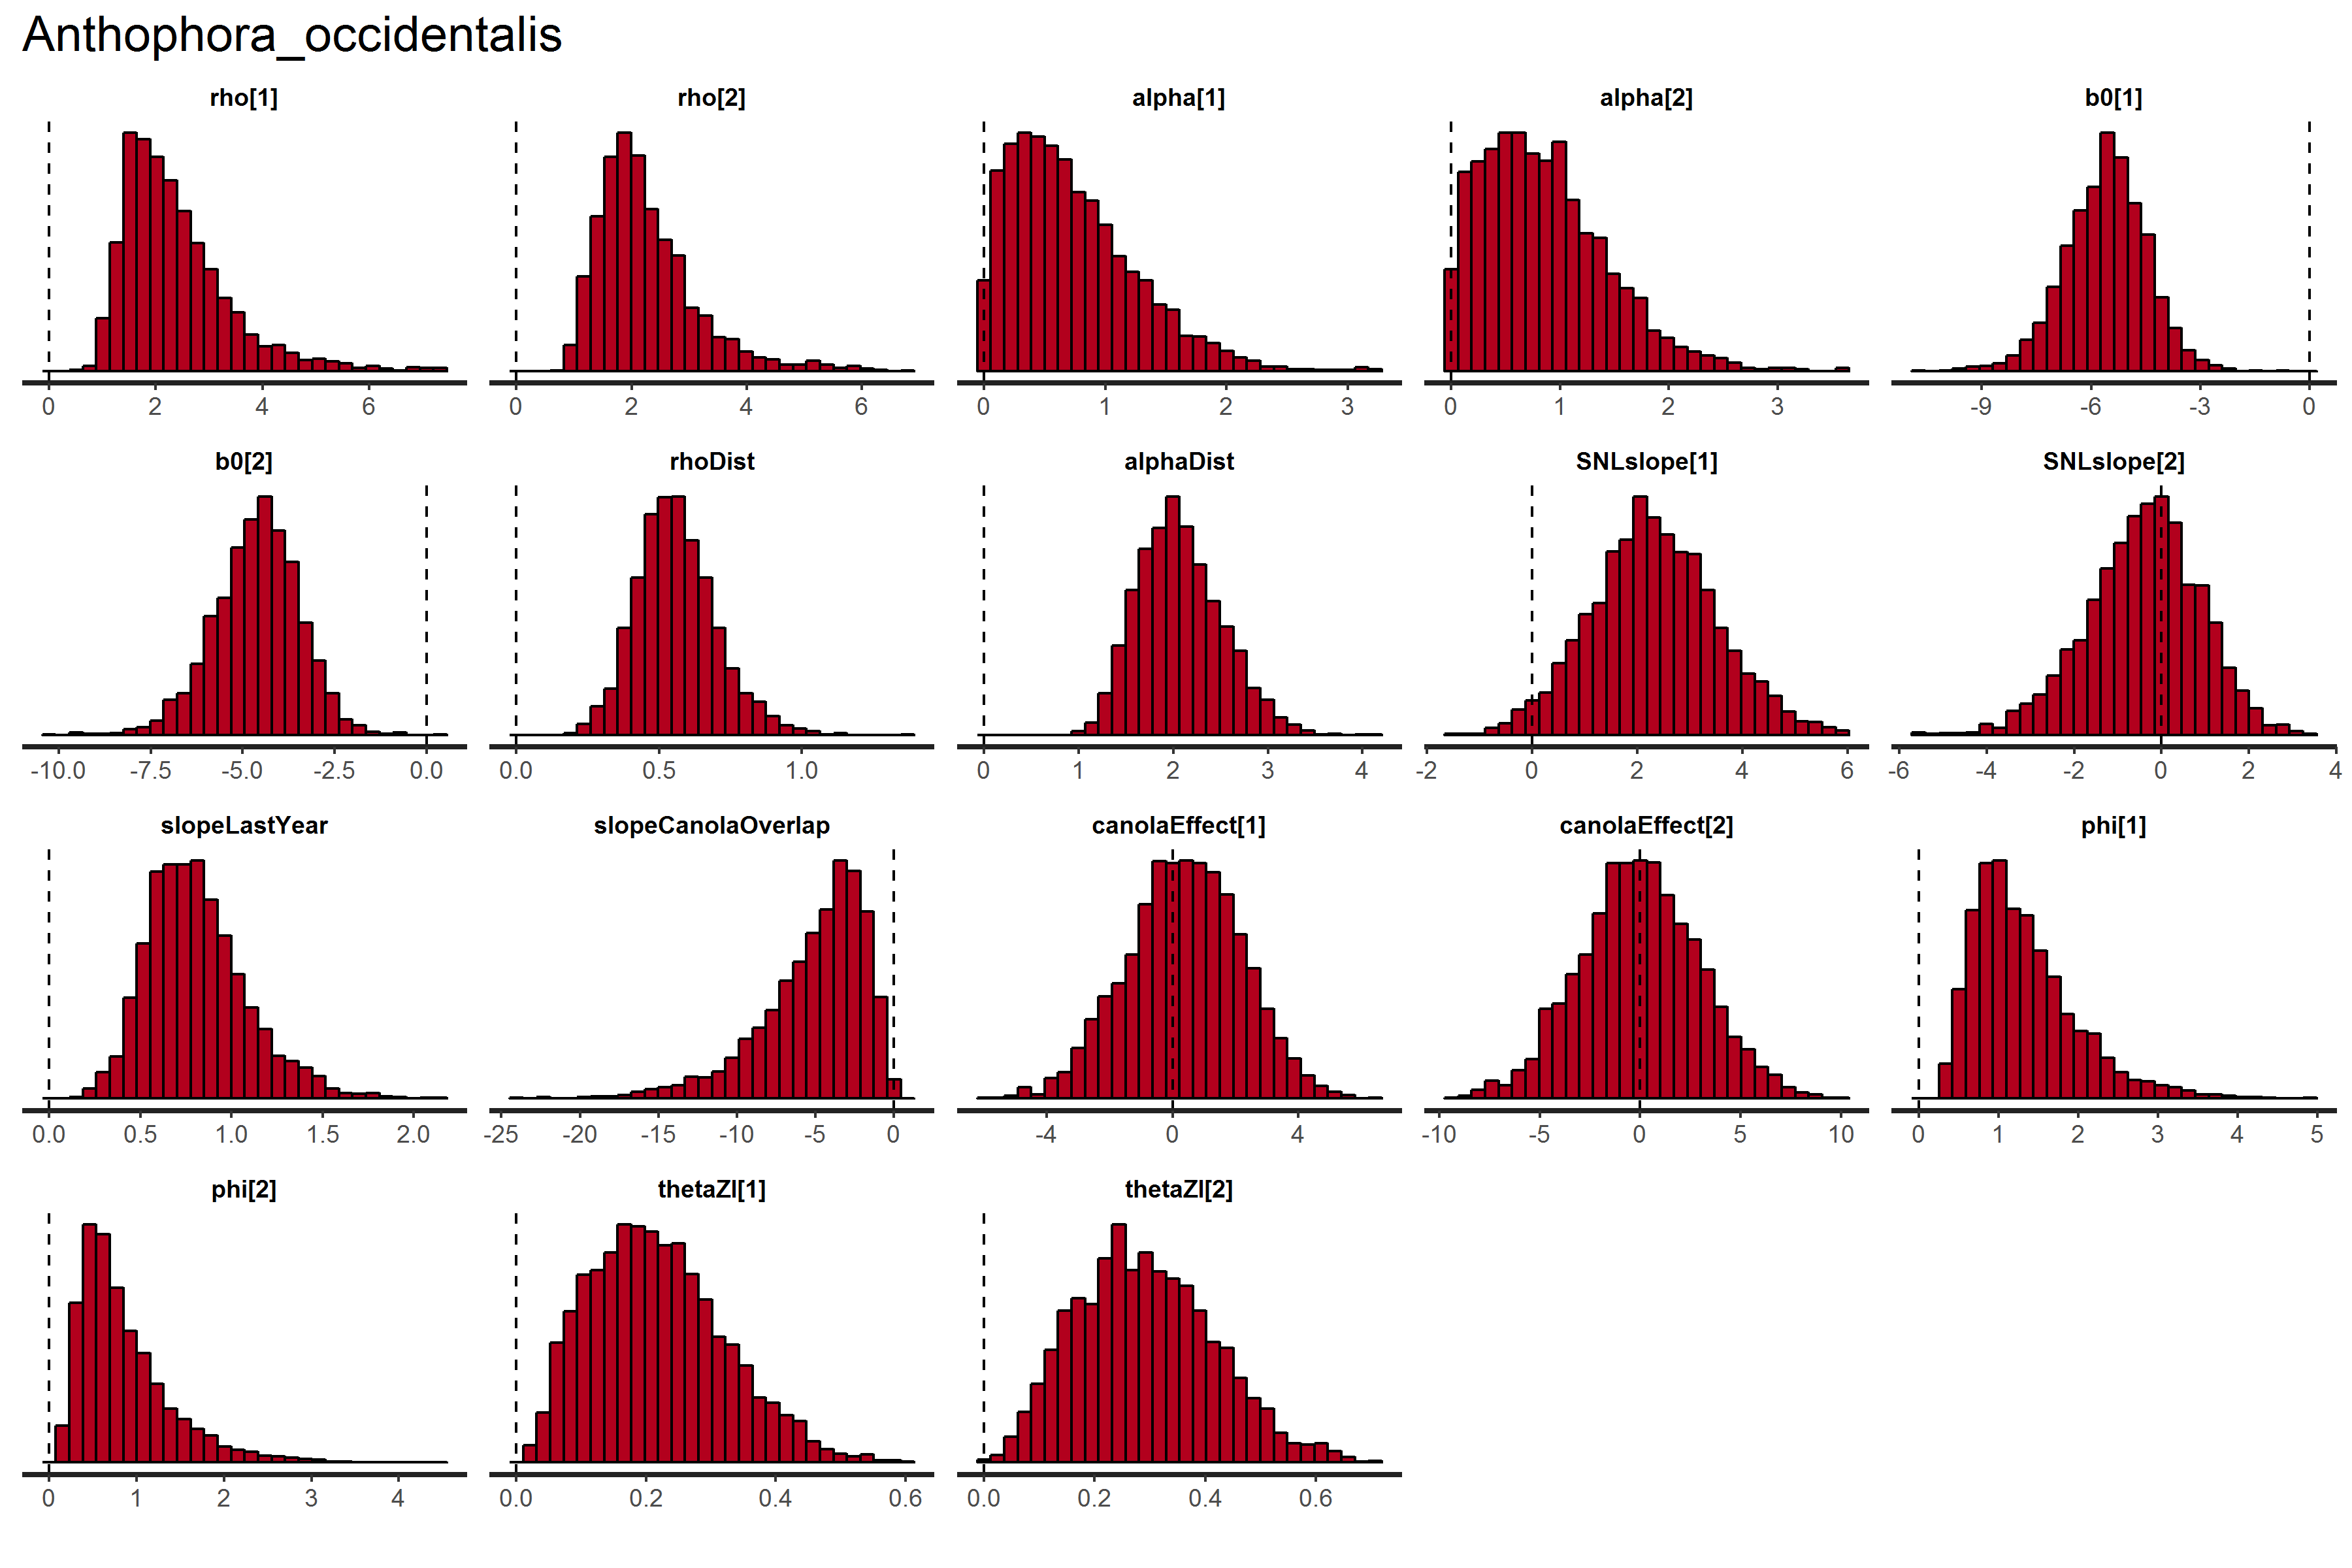 Anthophora_occidentalis
rho[1] rho[2] alpha[1] alpha[2] b0[1]
0 2 4 6 0 2 4 6 0 1 2 3 0 1 2 3 -9 -6 -3 0
b0[2] rhoDist alphaDist SNLslope[1] SNLslope[2]
-10.0 -7.5 -5.0 -2.5 0.0 0.0 0.5 1.0 0 1 2 3 4 -2 0 2 4 6 -6 -4 -2 0 2 4
slopeLastYear slopeCanolaOverlap canolaEffect[1] canolaEffect[2] phi[1]
0.0 0.5 1.0 1.5 2.0 -25 -20 -15 -10 -5 0 -4 0 4 -10 -5 0 5 10 0 1 2 3 4 5
phi[2] thetaZI[1] thetaZI[2]
0 1 2 3 4 0.0 0.2 0.4 0.6 0.0 0.2 0.4 0.6